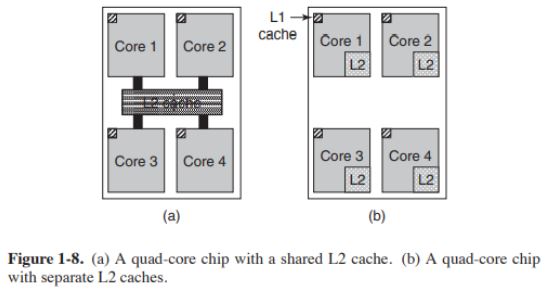 L1
cache
Core 1
Core 2
L2 cache
Core 3
Core 4
Core 1
Core 2
L2
L2
Core 3
Core 4
L2
L2
(a)
(b)
Figure 1-8. (a) A quad-core chip with a shared L2 cache. (b) A quad-core chip
with separate L2 caches.